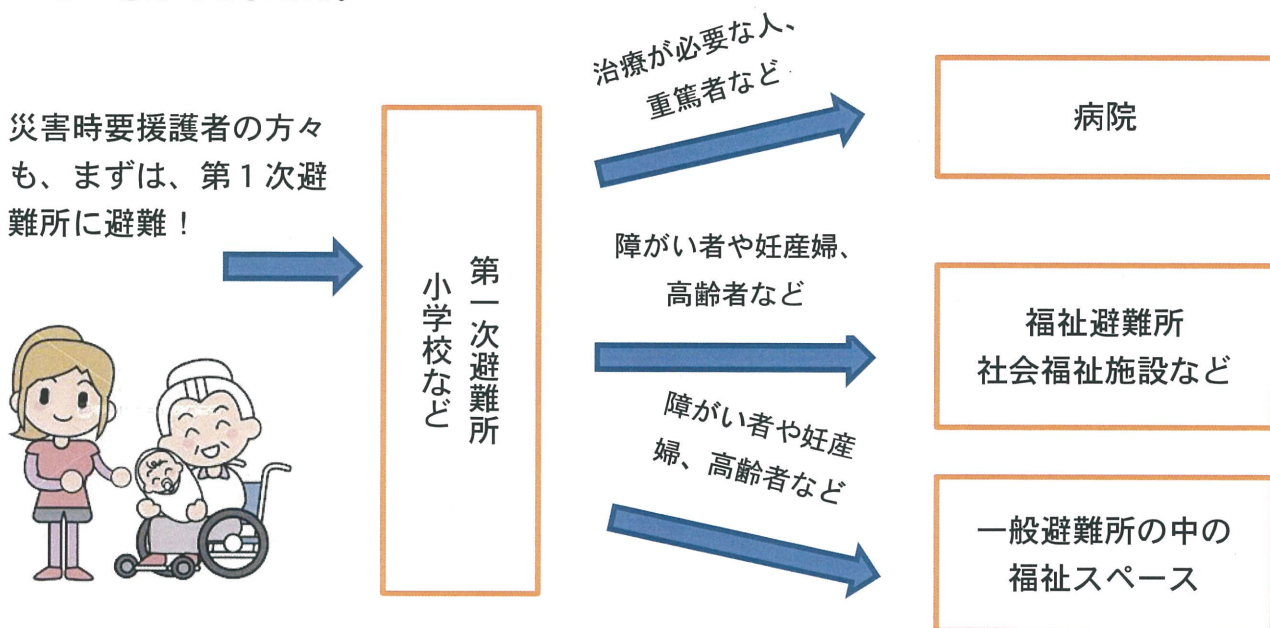 災害時要援護者の方々
も、まずは、第１次避
難所に避難！
第一次避難所
小学校など
治療が必要な人、
重篤者など
病院
障がい者や妊産婦、
高齢者など
福祉避難所
社会福祉施設など
障がい者や妊産
婦、高齢者など
一般避難所の中の
福祉スペース